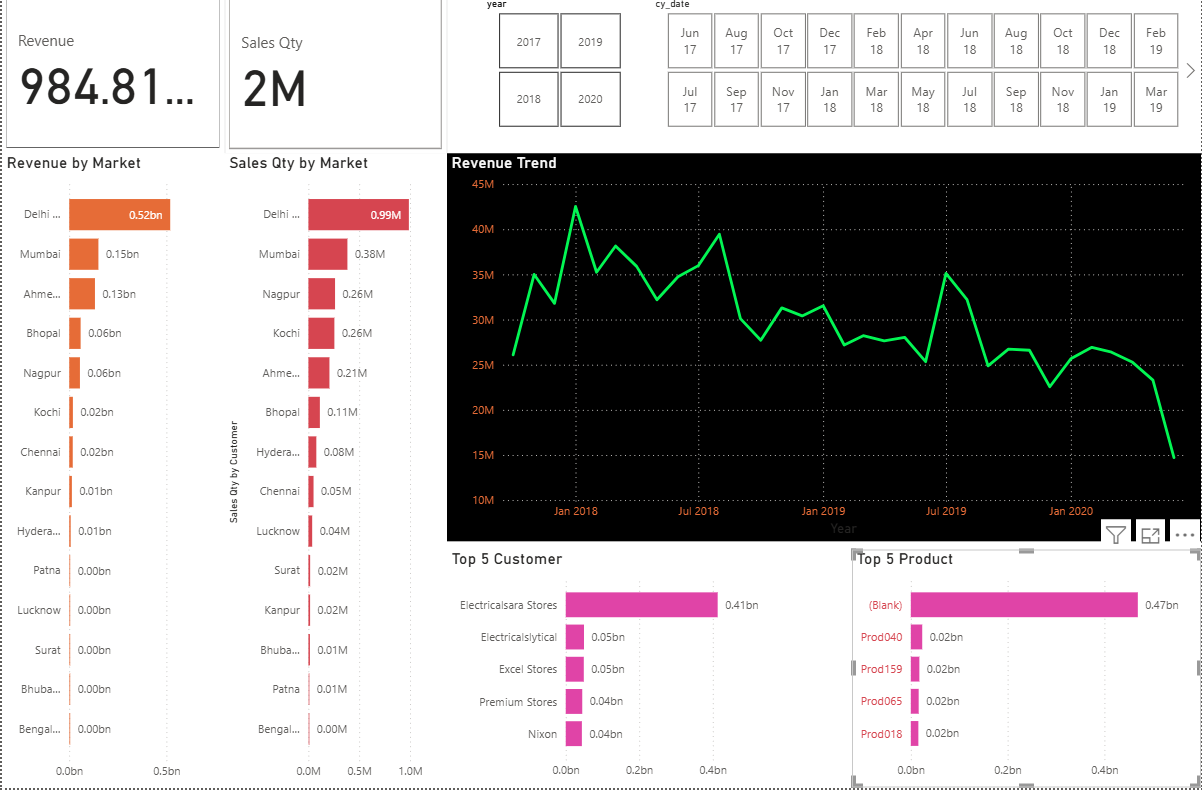 year
cy_date
Revenue
984.81...
Sales Qty
2M
2017 2019
2018 2020
Jun 17 Aug 17 Oct 17 Dec 17 Feb 18 Apr 18 Jun 18 Aug 18 Oct 18 Dec 18 Feb 19
Jul 17 Sep 17 Nov 17 Jan 18 Mar 18 May 18 Jul 18 Sep 18 Nov 18 Jan 19 Mar 19
Revenue by Market
Delhi ... 0.52bn
Mumbai 0.15bn
Ahme... 0.13bn
Bhopal 0.06bn
Nagpur 0.06bn
Kochi 0.02bn
Chennai 0.02bn
Kanpur 0.01bn
Hydera... 0.01bn
Patna 0.00bn
Lucknow 0.00bn
Surat 0.00bn
Bhuba... 0.00bn
Bengal... 0.00bn
0.0bn 0.5bn
Sales Qty by Market
Sales Qty by Customer
Delhi ... 0.99M
Mumbai 0.38M
Nagpur 0.26M
Kochi 0.26M
Ahme... 0.21M
Bhopal 0.11M
Hydera... 0.08M
Chennai 0.05M
Lucknow 0.04M
Surat 0.02M
Kanpur 0.02M
Bhuba... 0.01M
Patna 0.01M
Bengal... 0.00M
0.0M 0.5M 1.0M
Revenue Trend
45M
40M
35M
30M
25M
20M
15M
10M
Jan 2018 Jul 2018 Jan 2019 Jul 2019 Jan 2020
Year
Top 5 Customer
Electricalsara Stores 0.41bn
Electricalslytical 0.05bn
Excel Stores 0.05bn
Premium Stores 0.04bn
Nixon 0.04bn
0.0bn 0.2bn 0.4bn
Top 5 Product
(Blank) 0.47bn
Prod040 0.02bn
Prod159 0.02bn
Prod065 0.02bn
Prod018 0.02bn
0.0bn 0.2bn 0.4bn